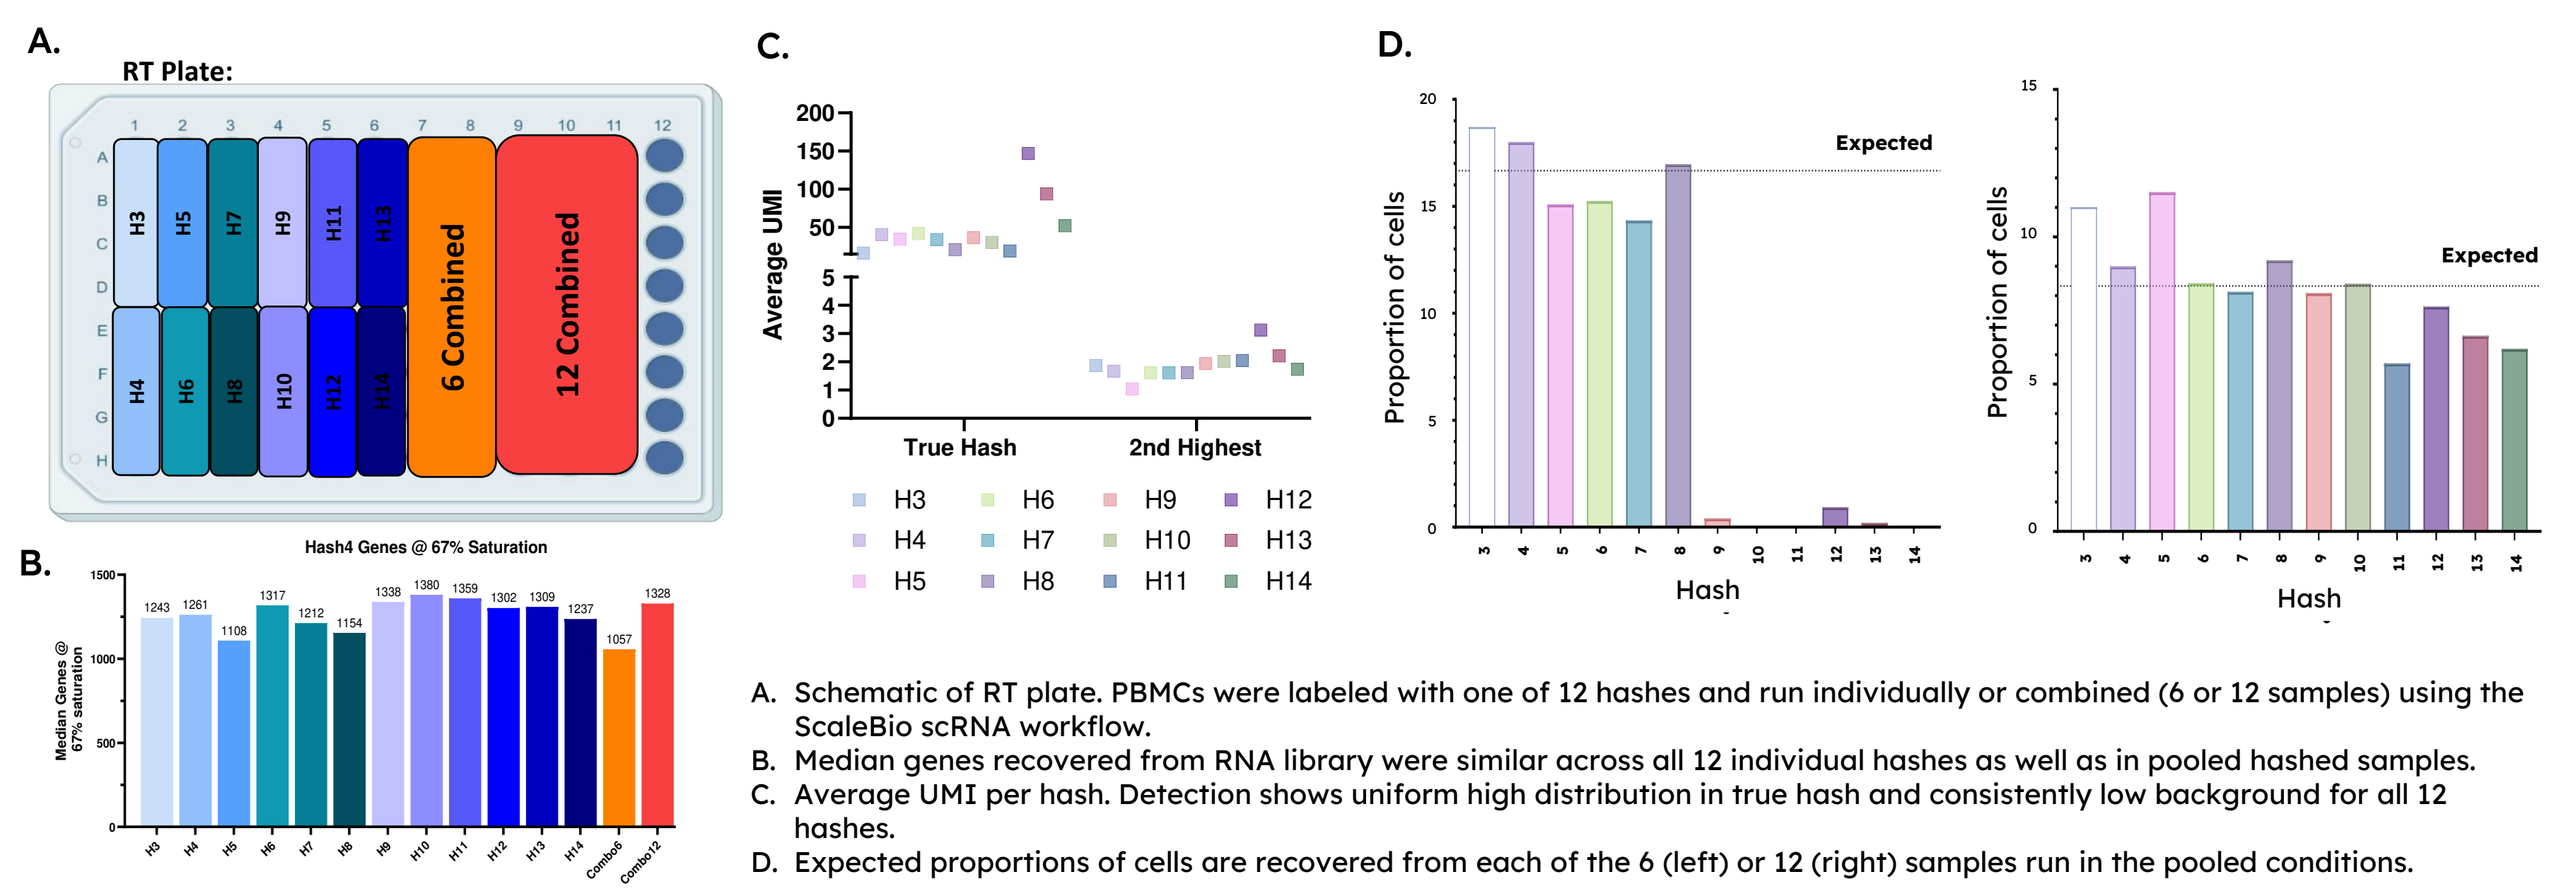 A.
RT Plate:
1 2 3 4 5 6 7 8 9 10 11 12
A
B
C
D
E
F
G
H
H3 H5 H7 H9 H11 H13
H4 H6 H8 H10 H12 H14
6 Combined
12 Combined
B.
Hash4 Genes @ 67% Saturation
Median Genes @
67% saturation
1500
1000
500
0
1243 1261 1108 1317 1212 1154 1338 1380 1359 1302 1309 1237 1057 1328
H3 H4 H5 H6 H7 H8 H9 H10 H11 H12 H13 H14 Combo6 Combo12
C.
Average UMI
200
150
100
50
5
4
3
2
1
0
True Hash 2nd Highest
H3 H6 H9 H12
H4 H7 H10 H13
H5 H8 H11 H14
D.
Proportion of cells
20
15
10
5
0
Expected
3 4 5 6 7 8 9 10 11 12 13 14
Hash
Proportion of cells
15
10
5
0
Expected
3 4 5 6 7 8 9 10 11 12 13 14
Hash
A. Schematic of RT plate. PBMCs were labeled with one of 12 hashes and run individually or combined (6 or 12 samples) using the
ScaleBio scRNA workflow.
B. Median genes recovered from RNA library were similar across all 12 individual hashes as well as in pooled hashed samples.
C. Average UMI per hash. Detection shows uniform high distribution in true hash and consistently low background for all 12
hashes.
D. Expected proportions of cells are recovered from each of the 6 (left) or 12 (right) samples run in the pooled conditions.